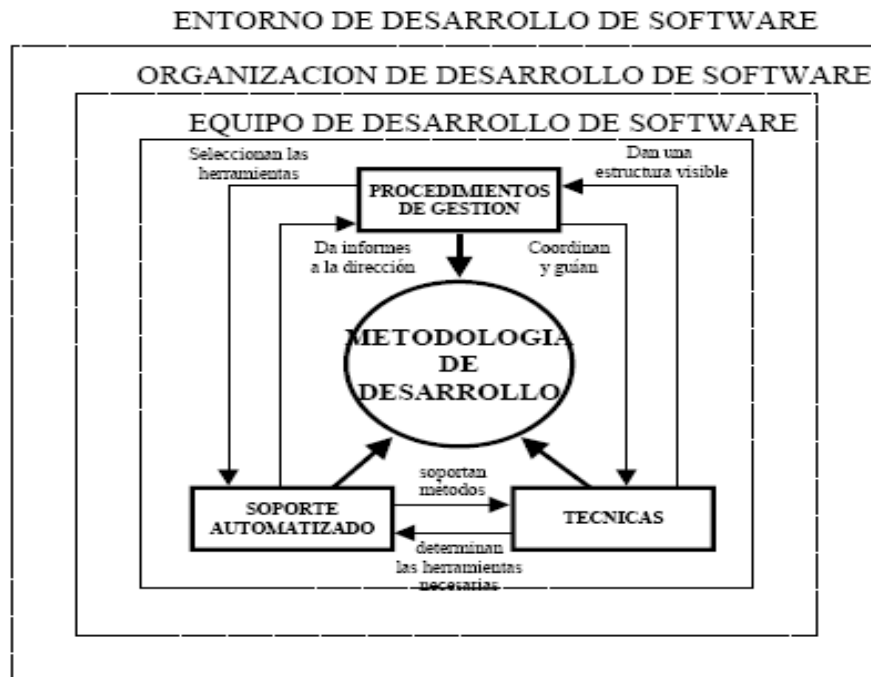 ENTORNO DE DESARROLLO DE SOFTWARE
ORGANIZACION DE DESARROLLO DE SOFTWARE
EQUIPO DE DESARROLLO DE SOFTWARE
Seleccionan las
herramientas
Dan una
estructura visible
PROCEDIMIENTOS
DE GESTION
Da informes
a la dirección
Coordinan
y guían
METODOLOGIA
DE
DESARROLLO
soportan
métodos
SOPORTE
AUTOMATIZADO
TECNICAS
determinan
las herramientas
necesarias